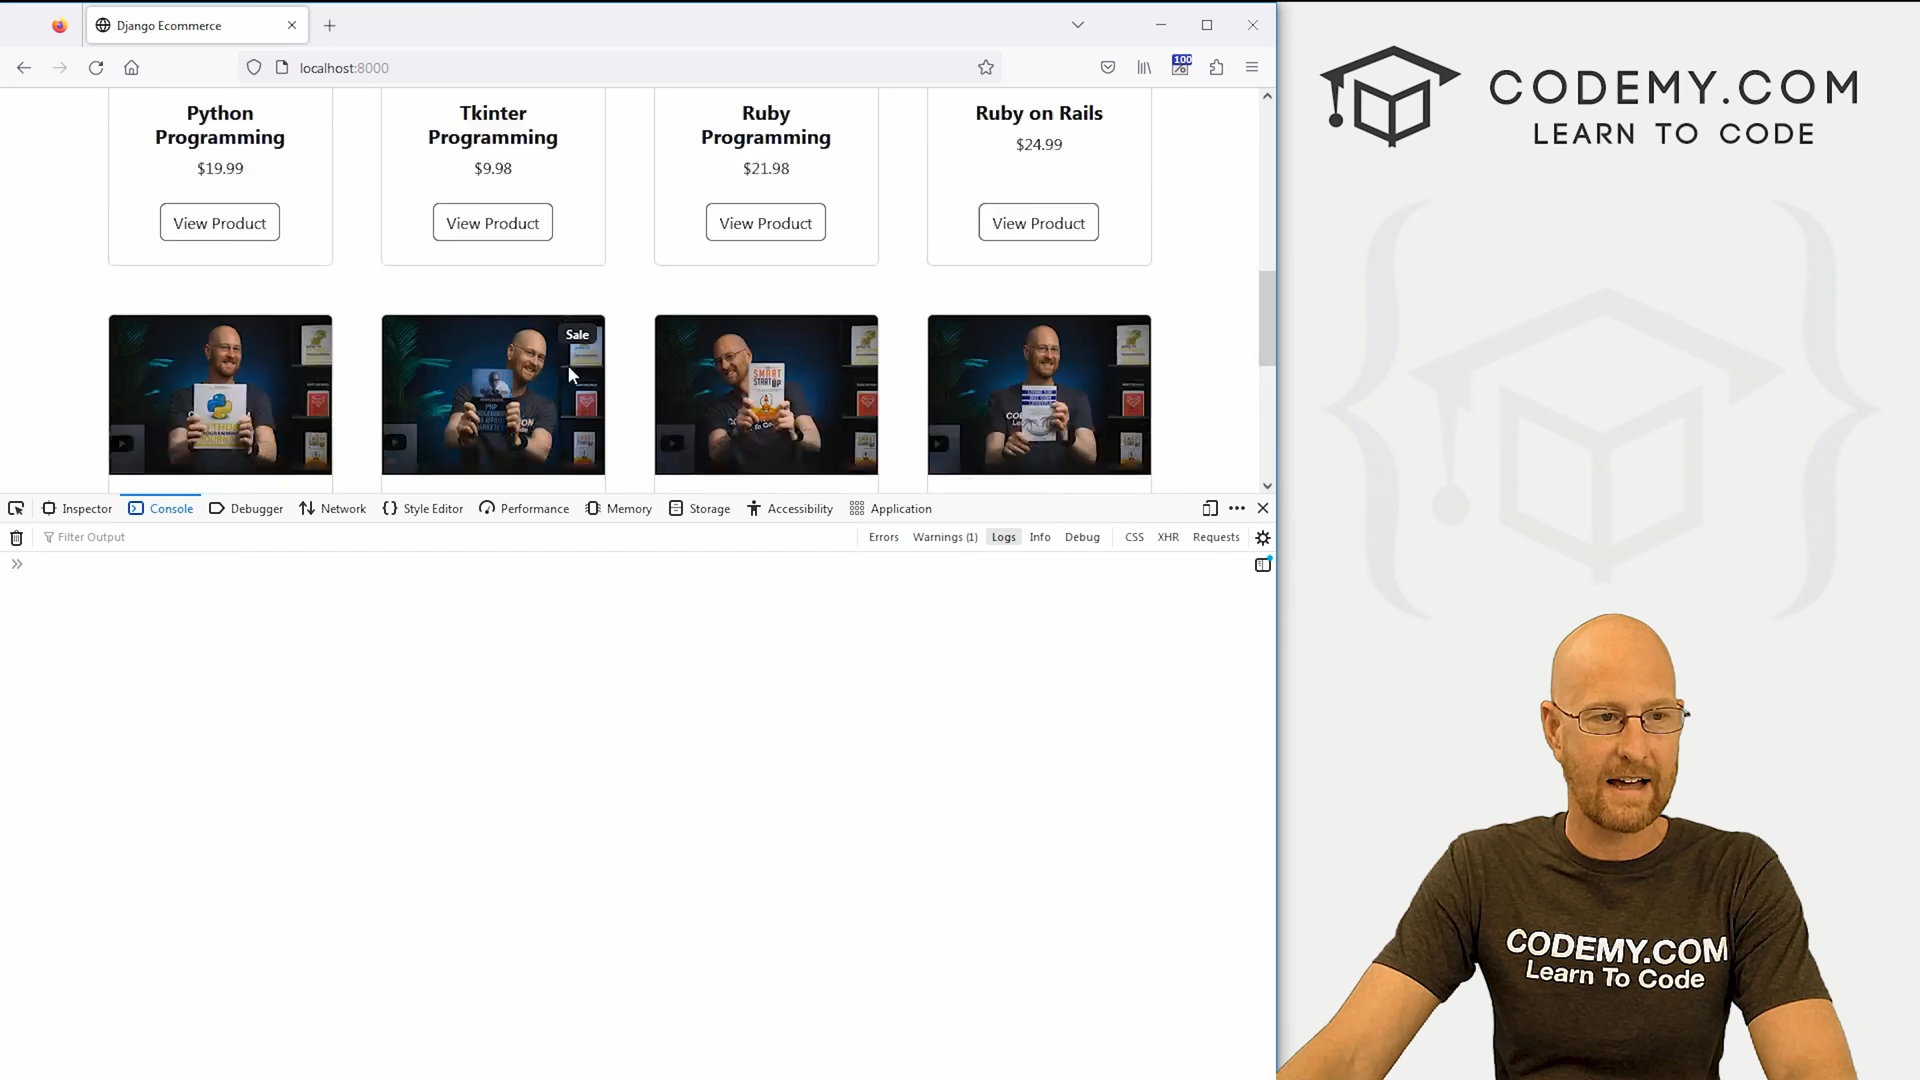 Django Ecommerce
localhost:8000
100
CODEMY.COM
LEARN TO CODE
Python
Programming
$19.99
View Product
Tkinter
Programming
$9.98
View Product
Ruby
Programming
$21.98
View Product
Ruby on Rails
$24.99
View Product
Sale
SMART
STARTUP
Inspector
Console
Debugger
Network
Style Editor
Performance
Memory
Storage
Accessibility
Application
Filter Output
Errors
Warnings (1)
Logs
Info
Debug
CSS
XHR
Requests
CODEMY.COM
Learn To Code